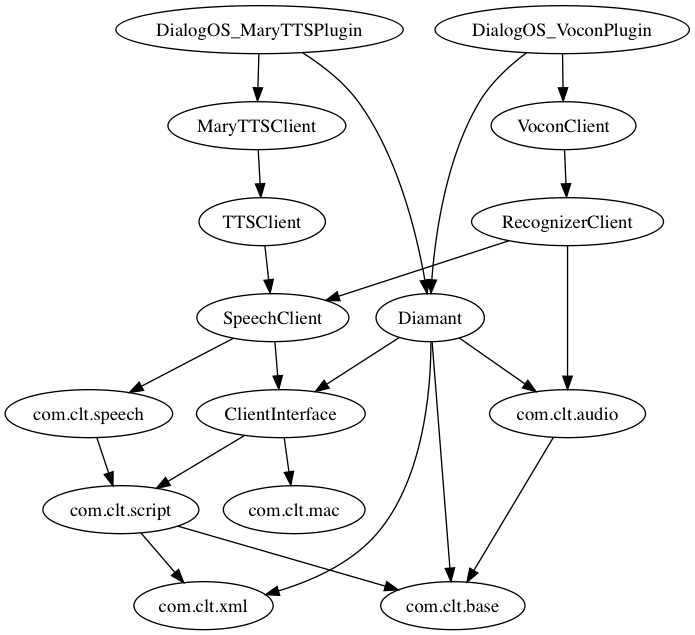 DialogOS_MaryTTSPlugin
DialogOS_VoconPlugin
MaryTTSClient
VoconClient
TTSClient
RecognizerClient
SpeechClient
Diamant
com.clt.speech
ClientInterface
com.clt.audio
com.clt.script
com.clt.mac
com.clt.xml
com.clt.base